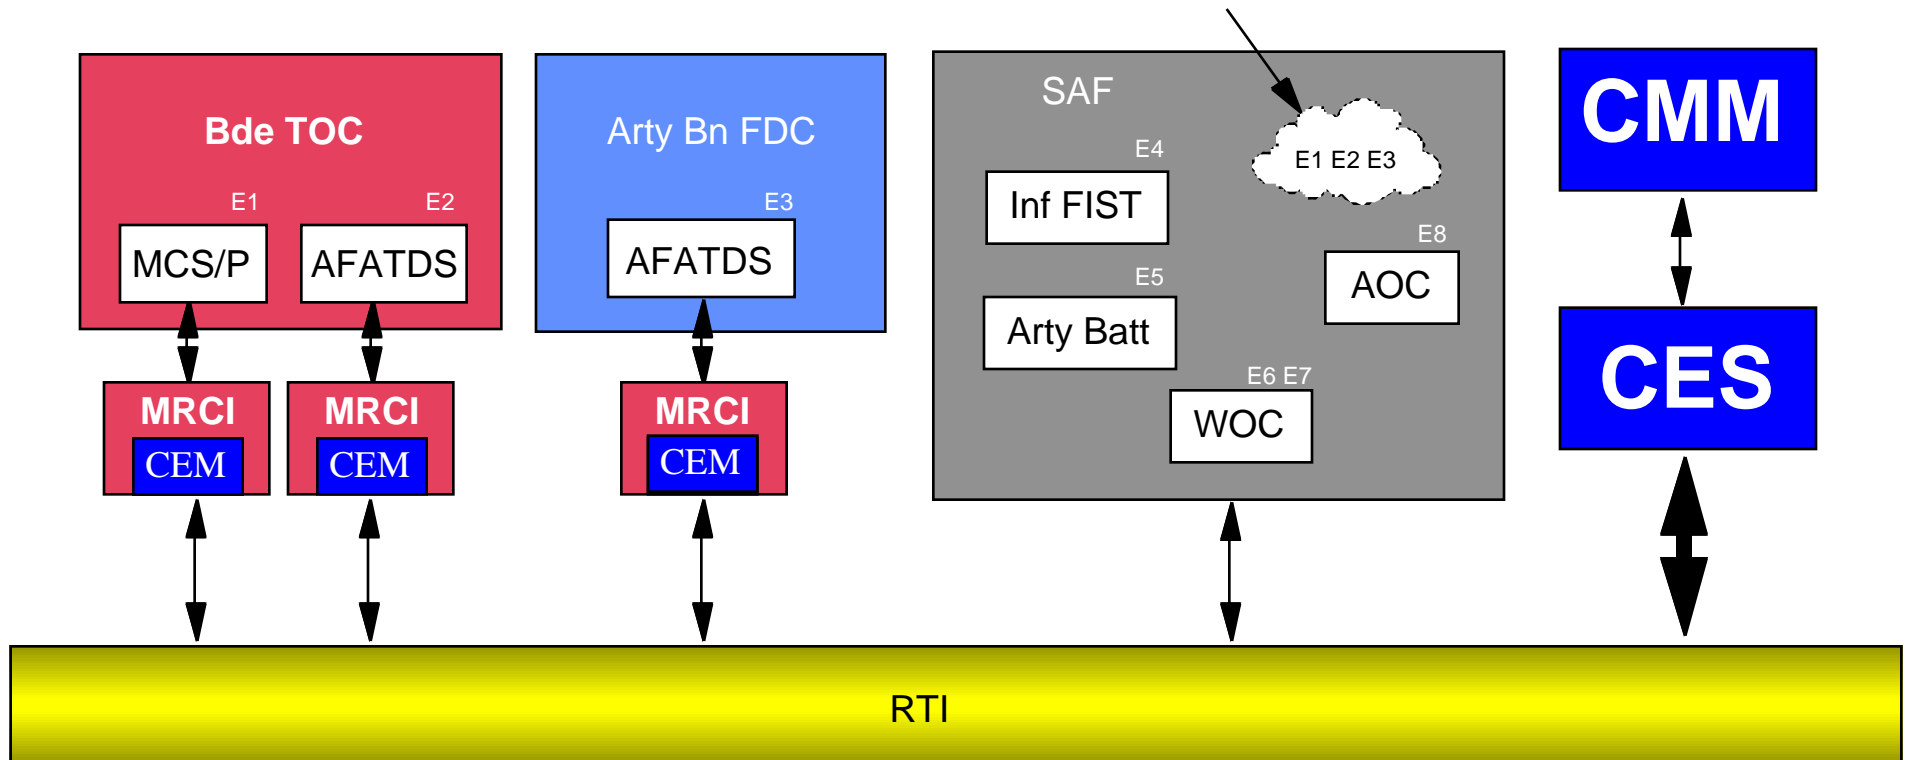 Bde TOC
E1
E2
MCS/P
AFATDS
MRCI
CEM
MRCI
CEM
Arty Bn FDC
E3
AFATDS
MRCI
CEM
SAF
E4
Inf FIST
E1 E2 E3
E5
Arty Batt
E8
AOC
E6 E7
WOC
CMM
CES
RTI